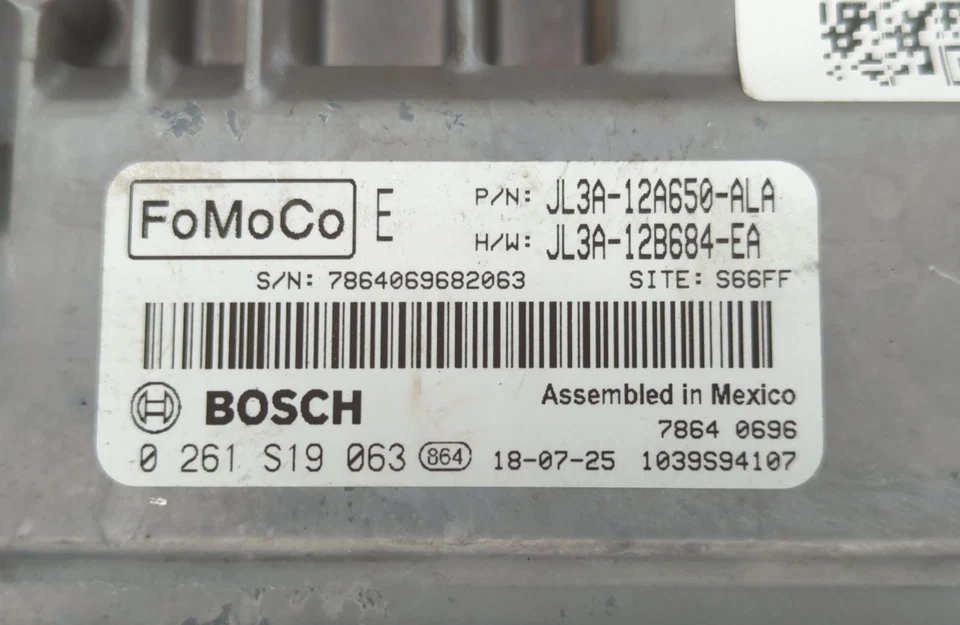 FoMoCo E P/N: JL3A-12A650-ALA
H/W: JL3A-12B684-EA
S/N: 7864069682063 SITE: S66FF
BOSCH Assembled in Mexico
7864 0696
0 261 S19 063 864 18-07-25 1039S94107